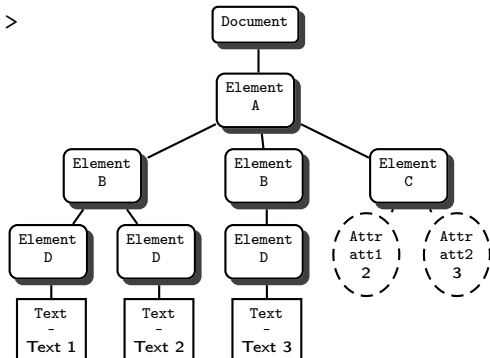 >
Document
Element
A
Element
B
Element
B
Element
C
Element
D
Element
D
Element
D
Attr
att1
2
Attr
att2
3
Text
-
Text 1
Text
-
Text 2
Text
-
Text 3